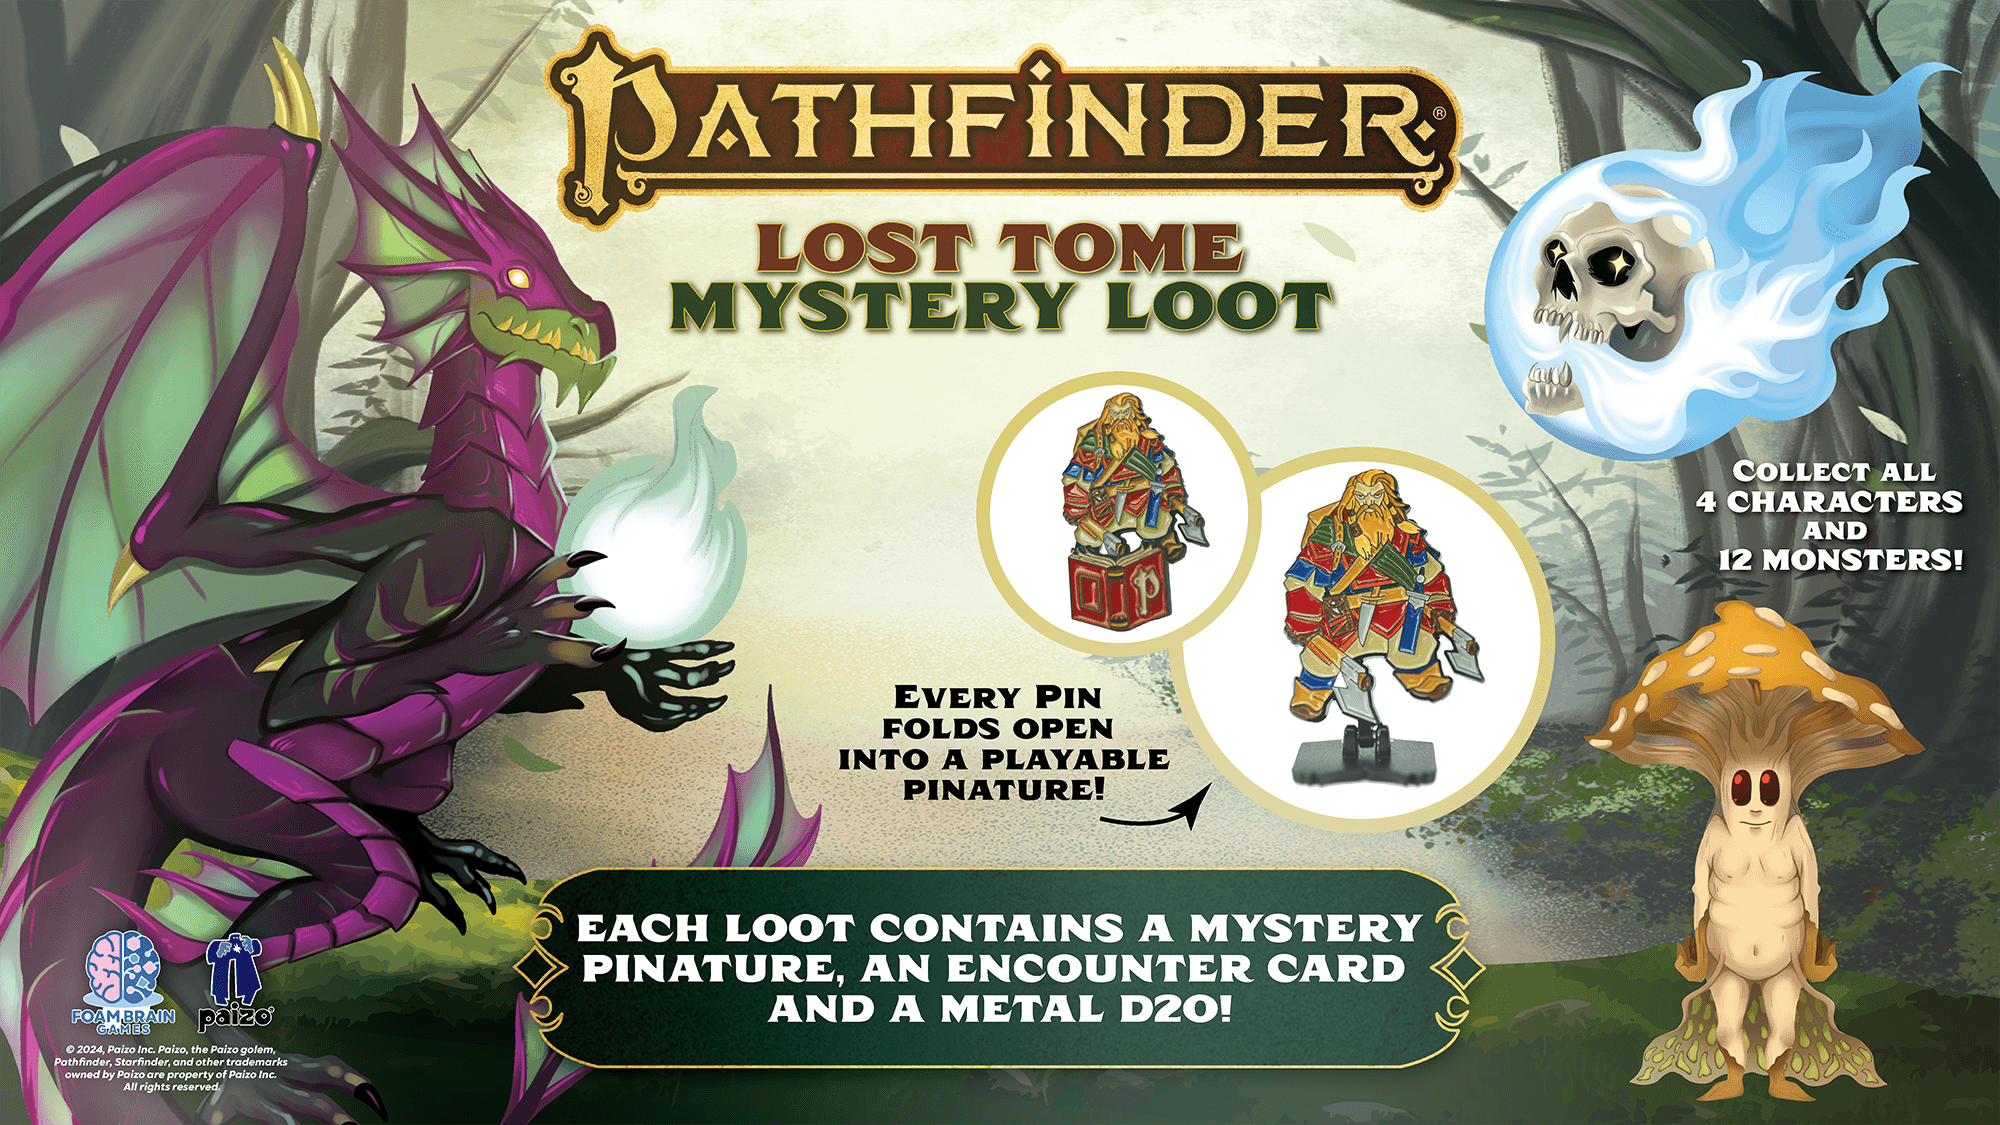 PATHFINDER®
LOST TOME
MYSTERY LOOT
COLLECT ALL
4 CHARACTERS
AND
12 MONSTERS!
P
EVERY PIN
FOLDS OPEN
INTO A PLAYABLE
PINATURE!
EACH LOOT CONTAINS A MYSTERY
PINATURE, AN ENCOUNTER CARD
AND A METAL D20!
FOAM BRAIN
GAMES
paizo®
© 2024, Paizo Inc. Paizo, the Paizo golem,
Pathfinder, Starfinder, and other trademarks
owned by Paizo are property of Paizo Inc.
All rights reserved.